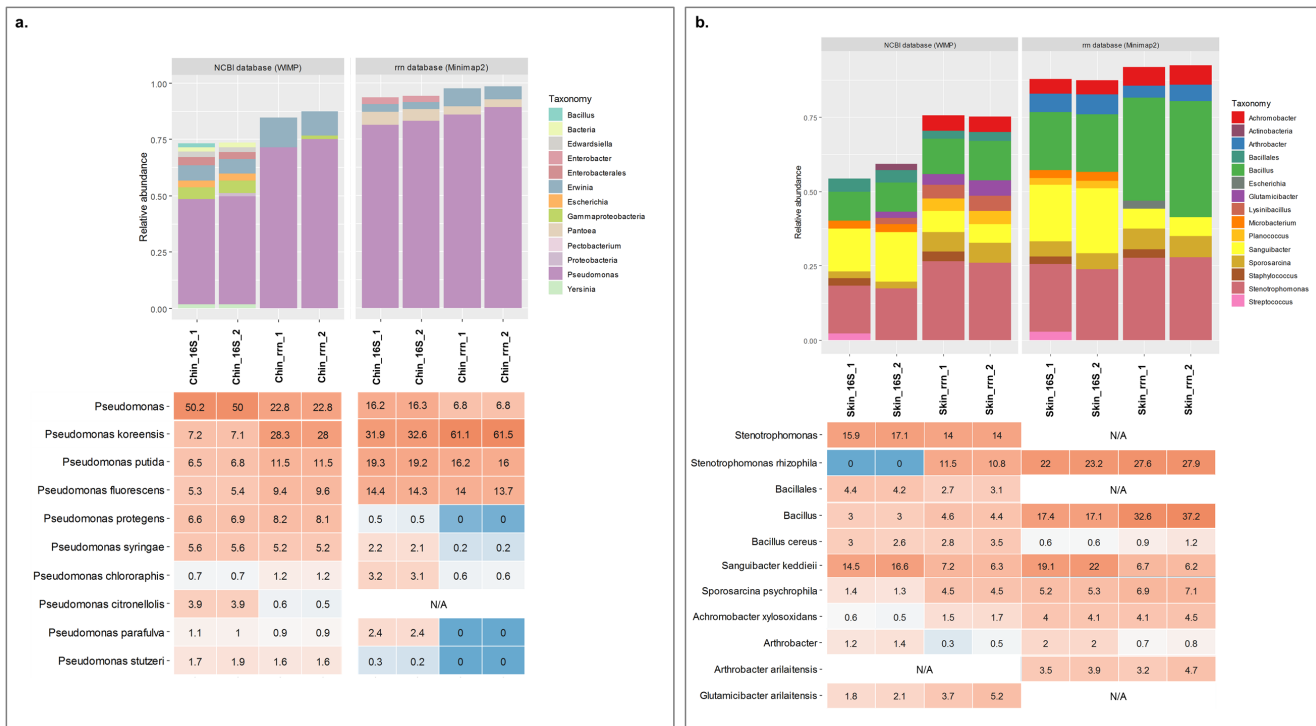 a.
NCBI database (WIMP)
rrn database (Minimap2)
Relative abundance
1.00
0.75
0.50
0.25
0.00
Taxonomy
Bacillus
Bacteria
Edwardsiella
Enterobacter
Enterobacterales
Erwinia
Escherichia
Gammaproteobacteria
Pantoea
Pectobacterium
Proteobacteria
Pseudomonas
Yersinia
Chin_16S_1
Chin_16S_2
Chin_rrn_1
Chin_rrn_2
Chin_16S_1
Chin_16S_2
Chin_rrn_1
Chin_rrn_2
Pseudomonas 50.2 50 22.8 22.8 16.2 16.3 6.8 6.8
Pseudomonas koreensis 7.2 7.1 28.3 28 31.9 32.6 61.1 61.5
Pseudomonas putida 6.5 6.8 11.5 11.5 19.3 19.2 16.2 16
Pseudomonas fluorescens 5.3 5.4 9.4 9.6 14.4 14.3 14 13.7
Pseudomonas protegens 6.6 6.9 8.2 8.1 0.5 0.5 0 0
Pseudomonas syringae 5.6 5.6 5.2 5.2 2.2 2.1 0.2 0.2
Pseudomonas chlororaphis 0.7 0.7 1.2 1.2 3.2 3.1 0.6 0.6
Pseudomonas citronellolis 3.9 3.9 0.6 0.5 N/A
Pseudomonas parafulva 1.1 1 0.9 0.9 2.4 2.4 0 0
Pseudomonas stutzeri 1.7 1.9 1.6 1.6 0.3 0.2 0 0
b.
NCBI database (WIMP)
rrn database (Minimap2)
Relative abundance
0.75
0.50
0.25
0.00
Taxonomy
Achromobacter
Actinobacteria
Arthrobacter
Bacillales
Bacillus
Escherichia
Glutamicibacter
Lysinibacillus
Microbacterium
Planococcus
Sanguibacter
Sporosarcina
Staphylococcus
Stenotrophomonas
Streptococcus
Skin_16S_1
Skin_16S_2
Skin_rrn_1
Skin_rrn_2
Skin_16S_1
Skin_16S_2
Skin_rrn_1
Skin_rrn_2
Stenotrophomonas 15.9 17.1 14 14 N/A
Stenotrophomonas rhizophila 0 0 11.5 10.8 22 23.2 27.6 27.9
Bacillales 4.4 4.2 2.7 3.1 N/A
Bacillus 3 3 4.6 4.4 17.4 17.1 32.6 37.2
Bacillus cereus 3 2.6 2.8 3.5 0.6 0.6 0.9 1.2
Sanguibacter keddieii 14.5 16.6 7.2 6.3 19.1 22 6.7 6.2
Sporosarcina psychrophila 1.4 1.3 4.5 4.5 5.2 5.3 6.9 7.1
Achromobacter xylosoxidans 0.6 0.5 1.5 1.7 4 4.1 4.1 4.5
Arthrobacter 1.2 1.4 0.3 0.5 2 2 0.7 0.8
Arthrobacter arilaitensis N/A 3.5 3.9 3.2 4.7
Glutamicibacter arilaitensis 1.8 2.1 3.7 5.2 N/A